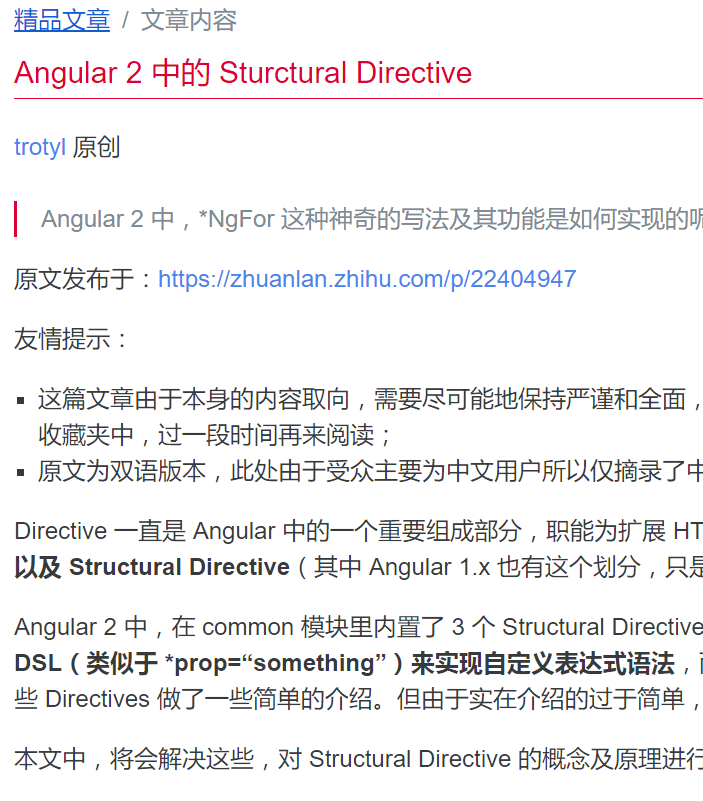 精品文章 / 文章内容
Angular 2 中的 Sturctural Directive
trotyl 原创
Angular 2 中，*NgFor 这种神奇的写法及其功能是如何实现的呢
原文发布于：https://zhuanlan.zhihu.com/p/22404947
友情提示：
▪ 这篇文章由于本身的内容取向，需要尽可能地保持严谨和全面，
收藏夹中，过一段时间再来阅读；
▪ 原文为双语版本，此处由于受众主要为中文用户所以仅摘录了中
Directive 一直是 Angular 中的一个重要组成部分，职能为扩展 HT
以及 Structural Directive（其中 Angular 1.x 也有这个划分，只是
Angular 2 中，在 common 模块里内置了 3 个 Structural Directive
DSL（类似于 *prop=“something”）来实现自定义表达式语法，
些 Directives 做了一些简单的介绍。但由于实在介绍的过于简单，
本文中，将会解决这些，对 Structural Directive 的概念及原理进行